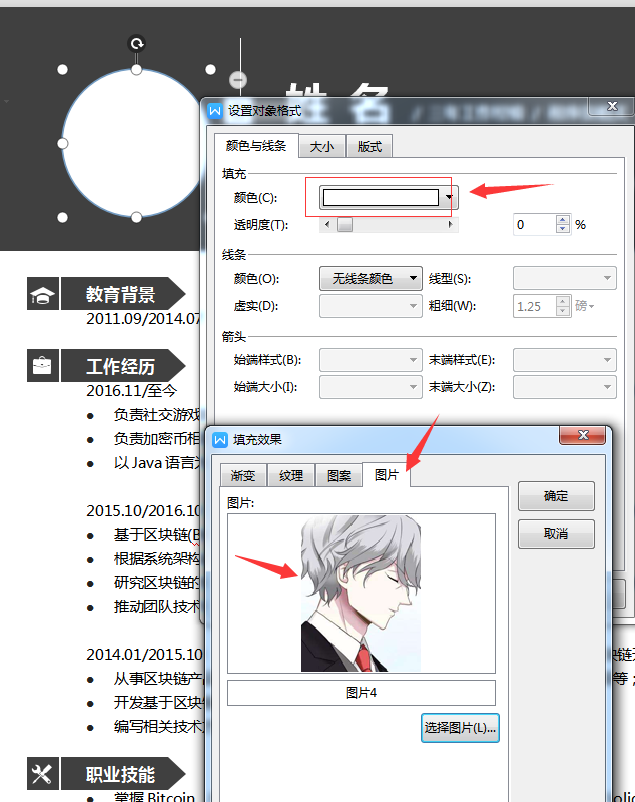 姓 名
设置对象格式
颜色与线条 大小 版式
填充
颜色(C):
透明度(T): 0 %
线条
颜色(O): 无线条颜色 线型(S):
虚实(D): 粗细(W): 1.25 磅
箭头
始端样式(B): 末端样式(E):
始端大小(I): 末端大小(Z):
教育背景
2011.09/2014.07
工作经历
2016.11/至今
● 负责社交游戏
● 负责加密币相
● 以 Java 语言
2015.10/2016.10
● 基于区块链(B
● 根据系统架构
● 研究区块链的
● 推动团队技术
2014.01/2015.10
● 从事区块链产
等；
● 开发基于区块
● 编写相关技术
职业技能
● 掌握 Bitcoin
填充效果
渐变 纹理 图案 图片
图片:
确定
取消
图片4
选择图片(L)...